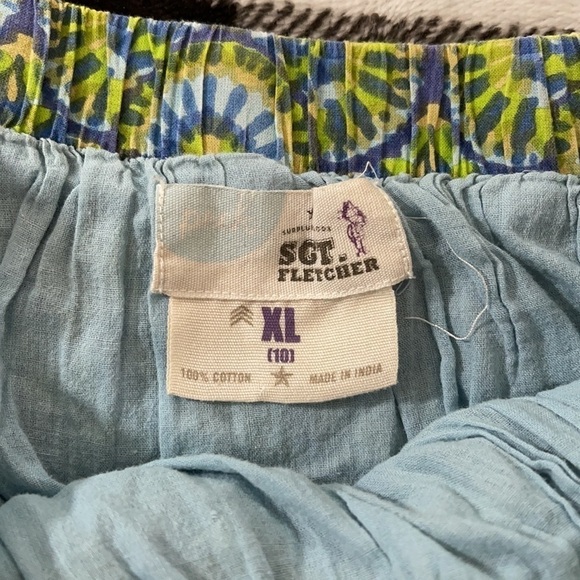 SGT.
FLETCHER
XL
(10)
100% COTTON
MADE IN INDIA